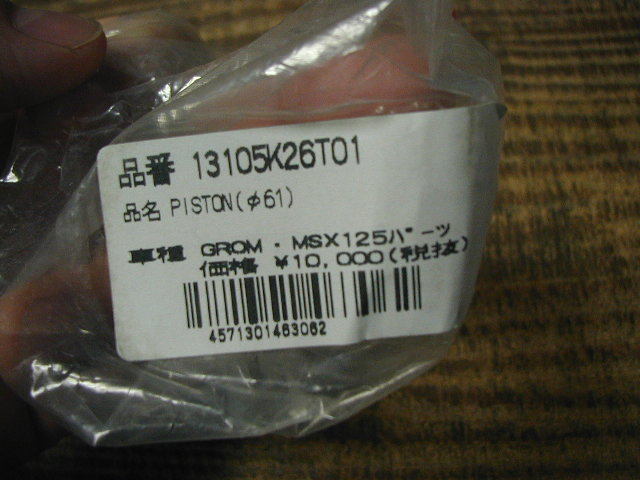 品番 13105K26T01
品名 PISTON(φ61)
車種 GROM・MSX125パーツ
価格 ¥10,000(税抜)
4571301463062